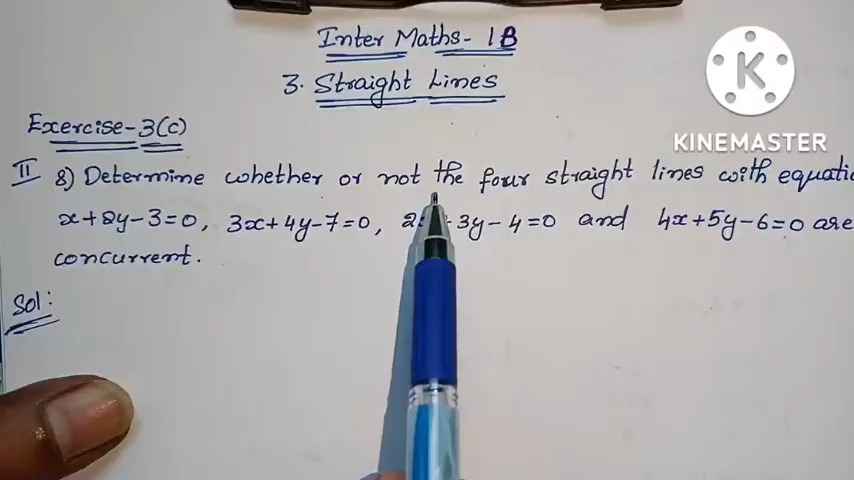 Inter Maths - 1B
3. Straight Lines
KINEMASTER
Exercise - 3(c)
II 8) Determine whether or not the four straight lines with equatio
x + 2y - 3 = 0, 3x + 4y - 7 = 0, 2 + 3y - 4 = 0 and 4x + 5y - 6 = 0 are
concurrent.
Sol: